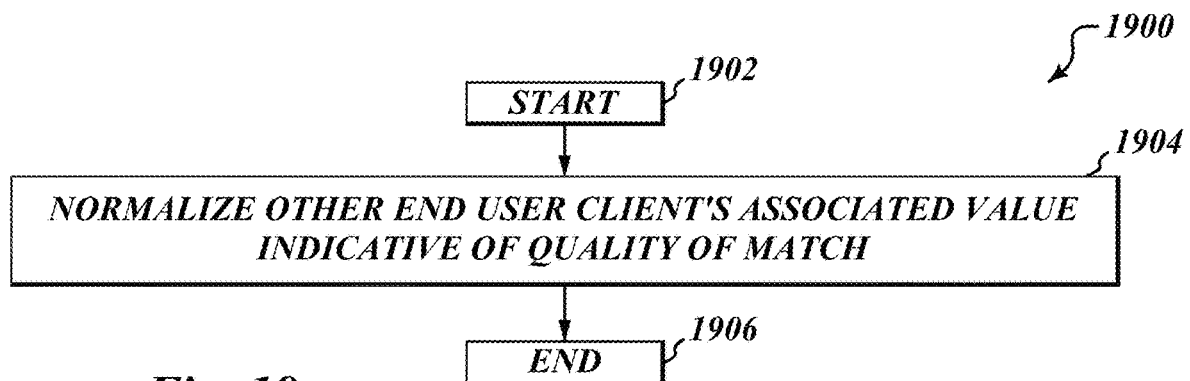 1900
1902
START
1904
NORMALIZE OTHER END USER CLIENT'S ASSOCIATED VALUE
INDICATIVE OF QUALITY OF MATCH
1906
END